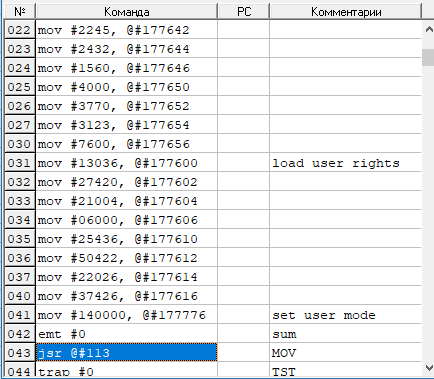 № Команда PC Комментарии
022 mov #2245, @#177642
023 mov #2432, @#177644
024 mov #1560, @#177646
025 mov #4000, @#177650
026 mov #3770, @#177652
027 mov #3123, @#177654
030 mov #7600, @#177656
031 mov #13036, @#177600 load user rights
032 mov #27420, @#177602
033 mov #21004, @#177604
034 mov #06000, @#177606
035 mov #25436, @#177610
036 mov #50422, @#177612
037 mov #22026, @#177614
040 mov #37426, @#177616
041 mov #140000, @#177776 set user mode
042 emt #0 sum
043 jsr @#113 MOV
044 trap #0 TST